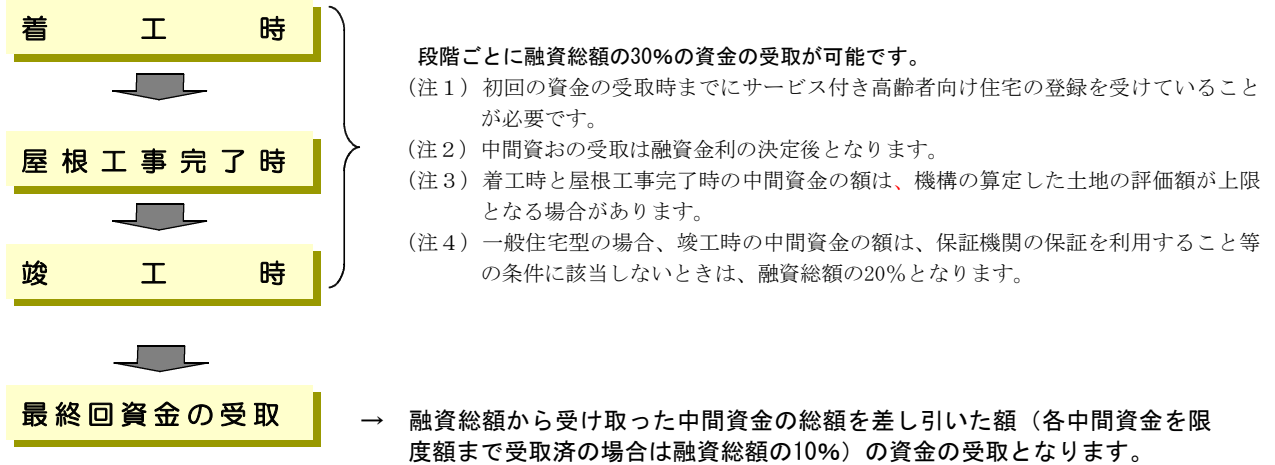 着工時
段階ごとに融資総額の30%の資金の受取が可能です。
(注1)初回の資金の受取時までにサービス付き高齢者向け住宅の登録を受けていること
が必要です。
屋根工事完了時
(注2)中間資おの受取は融資金利の決定後となります。
(注3)着工時と屋根工事完了時の中間資金の額は、機構の算定した土地の評価額が上限
となる場合があります。
(注4)一般住宅型の場合、竣工時の中間資金の額は、保証機関の保証を利用すること等
の条件に該当しないときは、融資総額の20%となります。
竣工時
最終回資金の受取
→ 融資総額から受け取った中間資金の総額を差し引いた額(各中間資金を限
度額まで受取済の場合は融資総額の10%)の資金の受取となります。